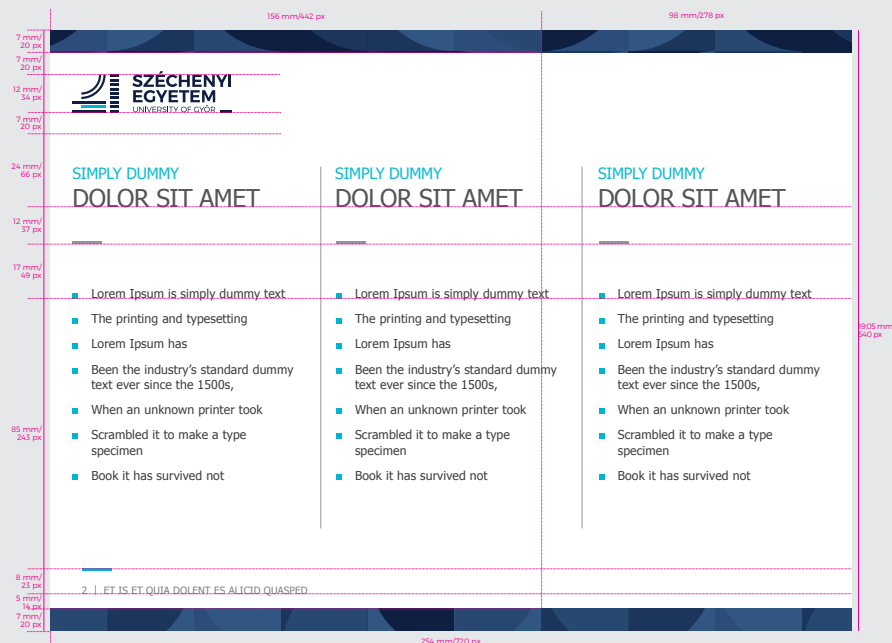 156 mm/442 px
98 mm/278 px
7 mm/
20 px
7 mm/
20 px
12 mm/
34 px
7 mm/
20 px
24 mm/
66 px
12 mm/
37 px
17 mm/
49 px
85 mm/
243 px
8 mm/
23 px
5 mm/
14 px
7 mm/
20 px
SZÉCHENYI
EGYETEM
UNIVERSITY OF GYŐR
SIMPLY DUMMY
DOLOR SIT AMET
Lorem Ipsum is simply dummy text
The printing and typesetting
Lorem Ipsum has
Been the industry’s standard dummy
text ever since the 1500s,
When an unknown printer took
Scrambled it to make a type
specimen
Book it has survived not
SIMPLY DUMMY
DOLOR SIT AMET
Lorem Ipsum is simply dummy text
The printing and typesetting
Lorem Ipsum has
Been the industry’s standard dummy
text ever since the 1500s,
When an unknown printer took
Scrambled it to make a type
specimen
Book it has survived not
SIMPLY DUMMY
DOLOR SIT AMET
Lorem Ipsum is simply dummy text
The printing and typesetting
Lorem Ipsum has
Been the industry’s standard dummy
text ever since the 1500s,
When an unknown printer took
Scrambled it to make a type
specimen
Book it has survived not
19.05 mm
540 px
2 | ET IS ET QUIA DOLENT ES ALICID QUASPED
254 mm/720 px